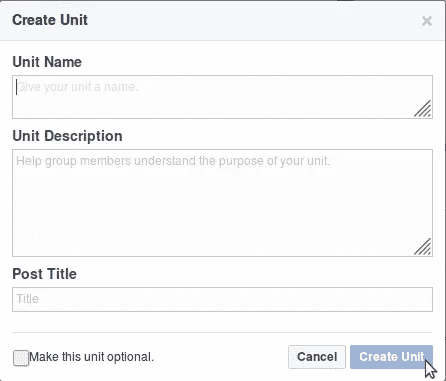 Create Unit
Unit Name
Give your unit a name.
Unit Description
Help group members understand the purpose of your unit.
Post Title
Title
Make this unit optional.
Cancel
Create Unit